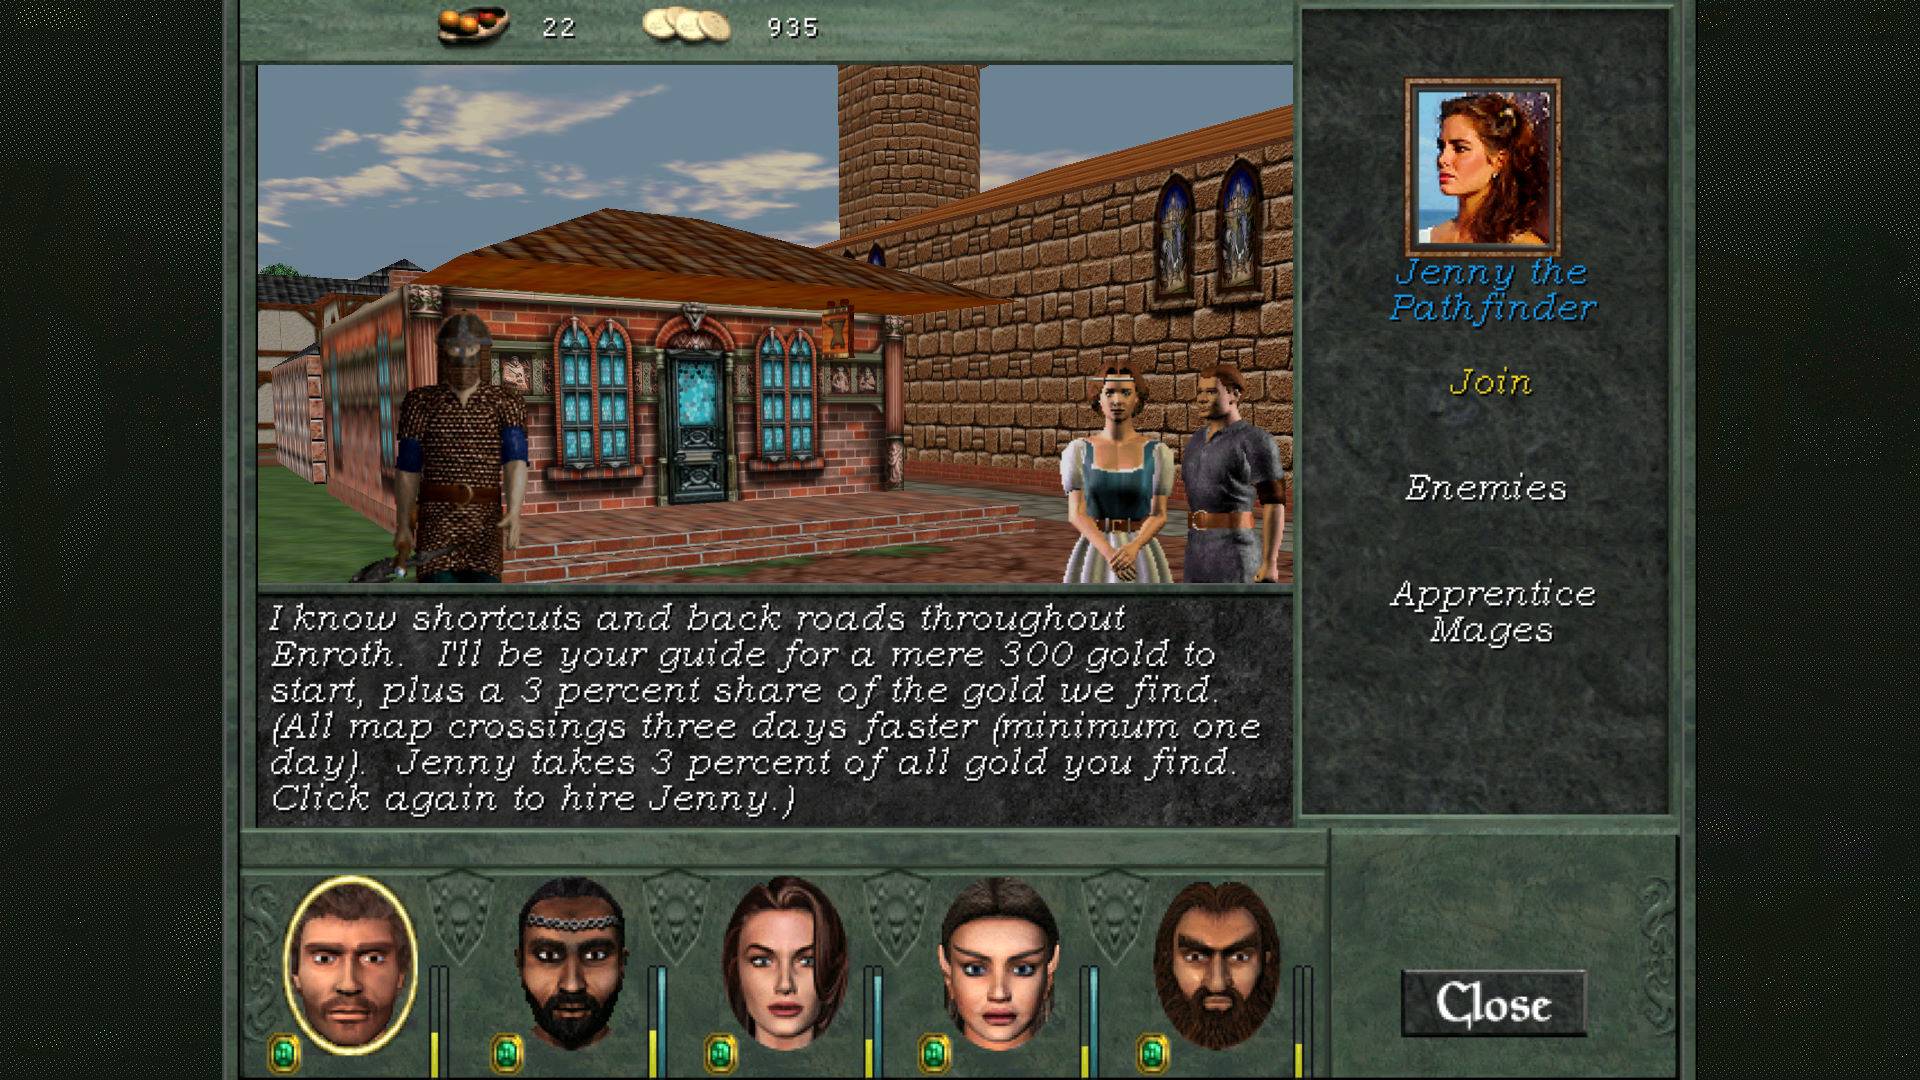 22 935
Jenny the
Pathfinder
Join
Enemies
Apprentice
Mages
I know shortcuts and back roads throughout
Enroth. I'll be your guide for a mere 300 gold to
start, plus a 3 percent share of the gold we find.
(All map crossings three days faster (minimum one
day). Jenny takes 3 percent of all gold you find.
Click again to hire Jenny.)
Close